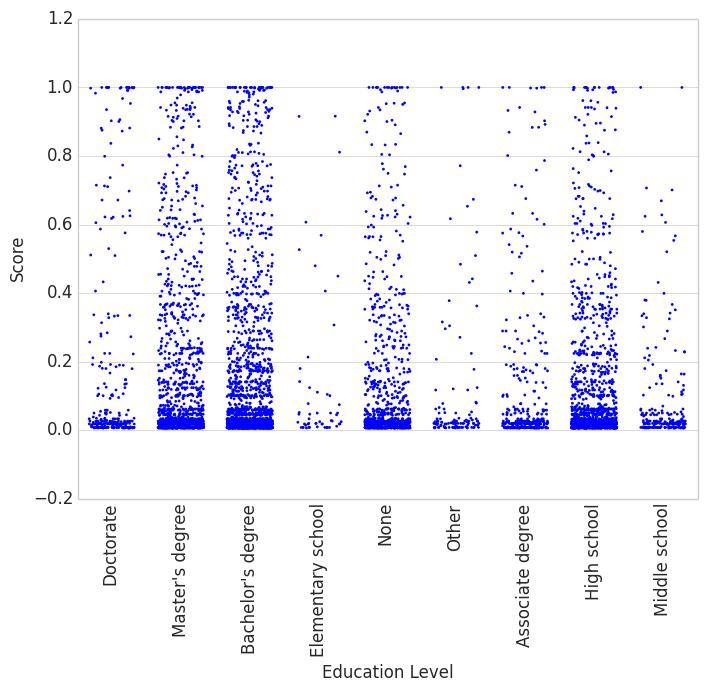 1.2
1.0
0.8
0.6
0.4
0.2
0.0
−0.2
Score
Doctorate
Master's degree
Bachelor's degree
Elementary school
None
Other
Associate degree
High school
Middle school
Education Level